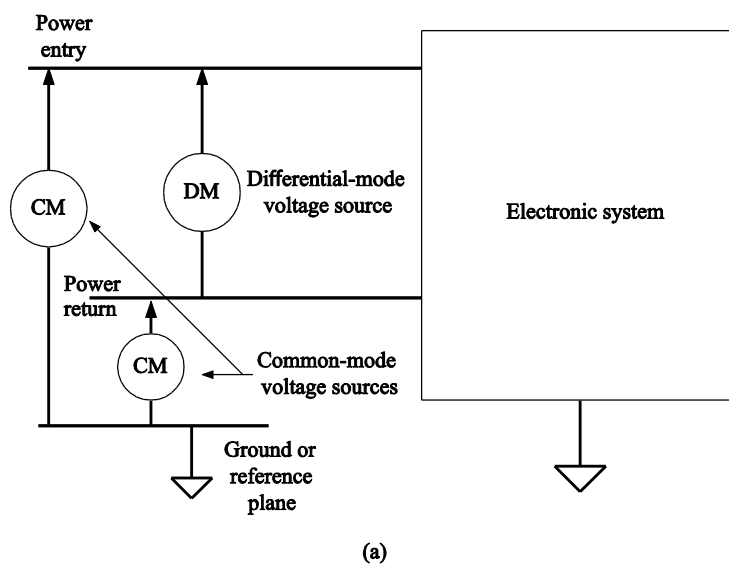 Power
entry
CM
DM
Differential-mode
voltage source
Electronic system
Power
return
CM
Common-mode
voltage sources
Ground or
reference
plane
(a)